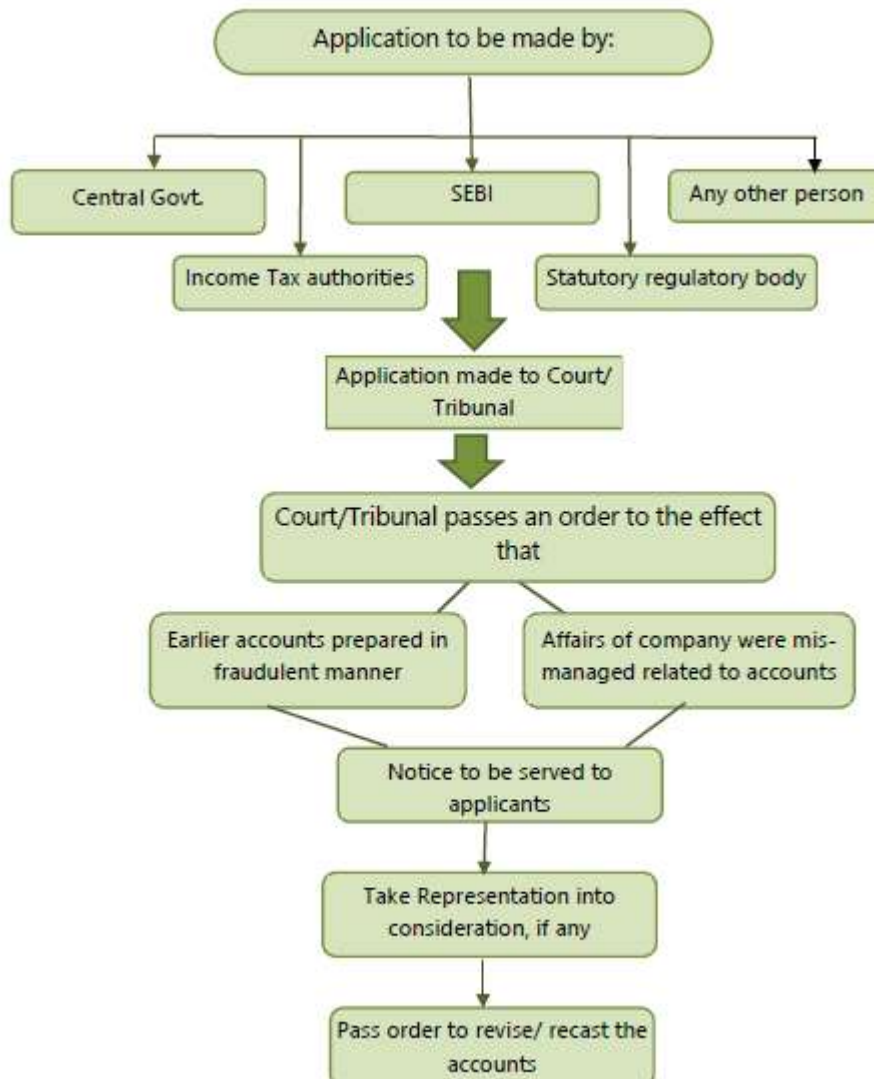 Application to be made by:
Central Govt.
SEBI
Any other person
Income Tax authorities
Statutory regulatory body
Application made to Court/
Tribunal
Court/Tribunal passes an order to the effect
that
Earlier accounts prepared in
fraudulent manner
Affairs of company were mis-
managed related to accounts
Notice to be served to
applicants
Take Representation into
consideration, if any
Pass order to revise/ recast the
accounts